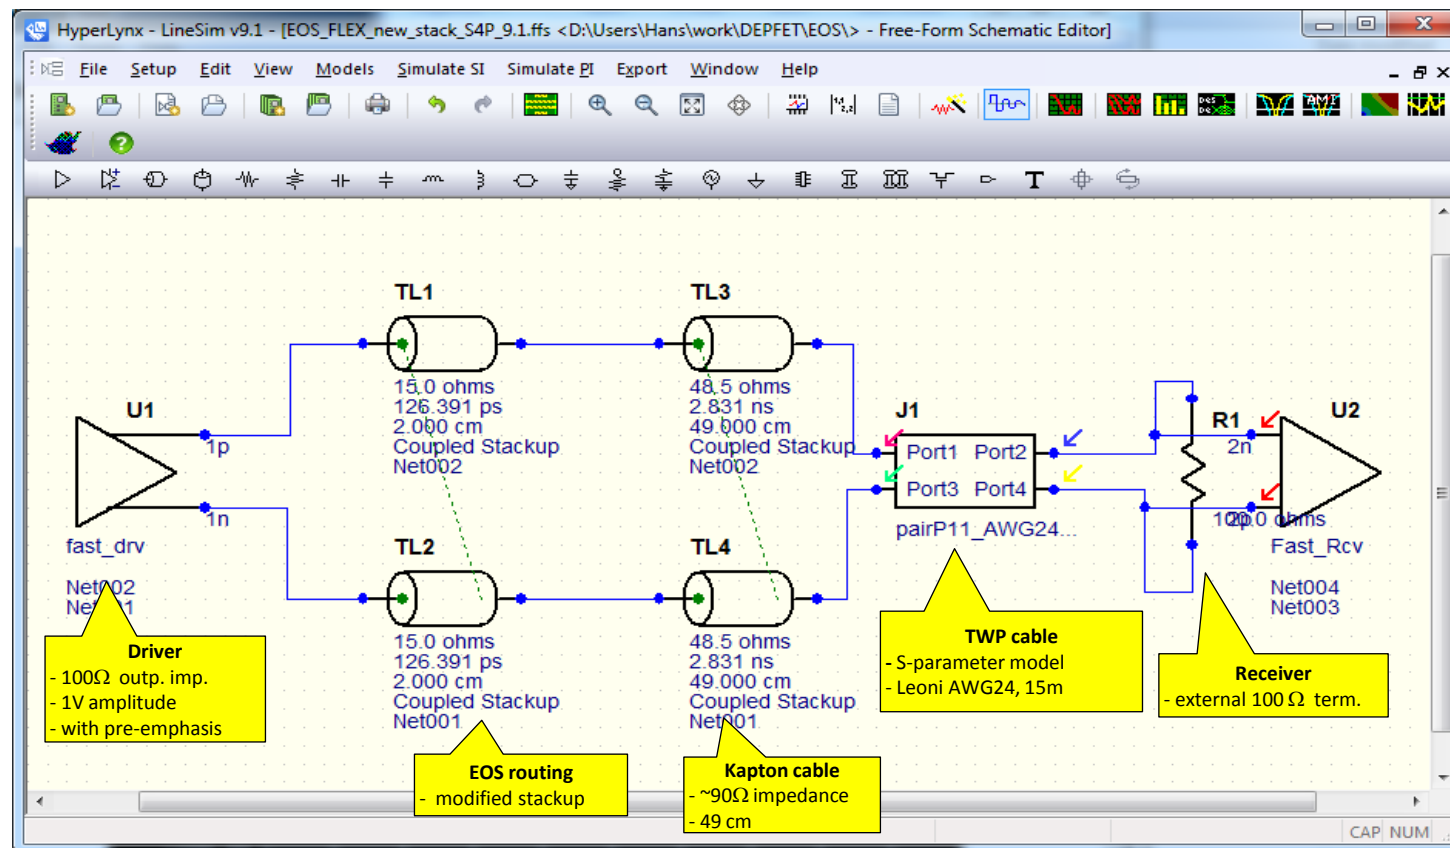 HyperLynx - LineSim v9.1 - [EOS_FLEX_new_stack_S4P_9.1.ffs <D:\Users\Hans\work\DEPFET\EOS\> - Free-Form Schematic Editor]
File Setup Edit View Models Simulate SI Simulate PI Export Window Help
T
TL1
TL3
15.0 ohms
126.391 ps
2.000 cm
Coupled Stackup
Net002
48.5 ohms
2.831 ns
49.000 cm
Coupled Stackup
Net002
U1
1p
1n
fast_drv
Net002
J1
Port1 Port2
Port3 Port4
pairP11_AWG24...
R1
U2
2n
Fast_Rcv
Net004
Net003
TL2
TL4
15.0 ohms
126.391 ps
2.000 cm
Coupled Stackup
Net001
48.5 ohms
2.831 ns
49.000 cm
Coupled Stackup
Driver
- 100Ω outp. imp.
- 1V amplitude
- with pre-emphasis
EOS routing
- modified stackup
Kapton cable
- ~90Ω impedance
- 49 cm
TWP cable
- S-parameter model
- Leoni AWG24, 15m
Receiver
- external 100 Ω term.
CAP NUM